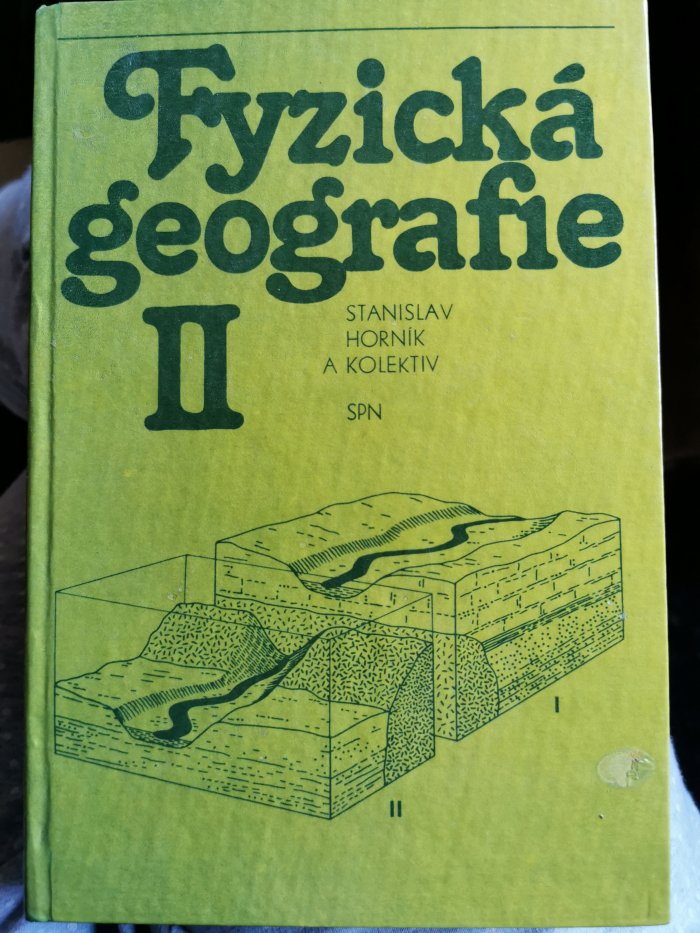 Fyzická
geografie
II
STANISLAV
HORNÍK
A KOLEKTIV
SPN
I
II